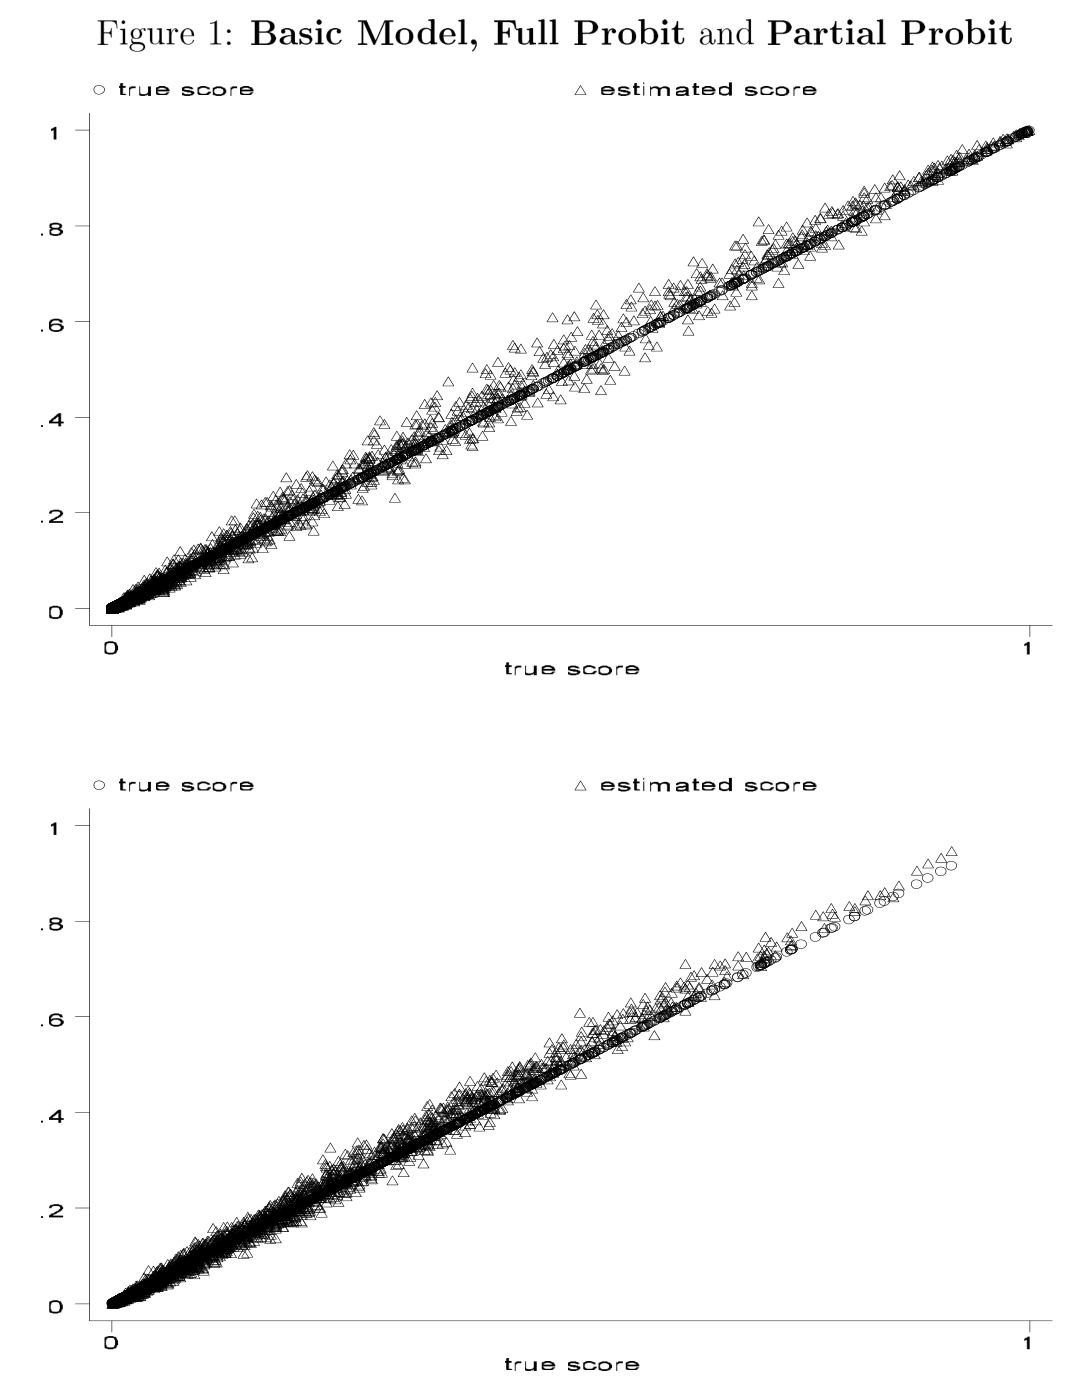 Figure 1: Basic Model, Full Probit and Partial Probit
true score estimated score
1
.8
.6
.4
.2
0
0 1
true score
true score estimated score
1
.8
.6
.4
.2
0
0 1
true score